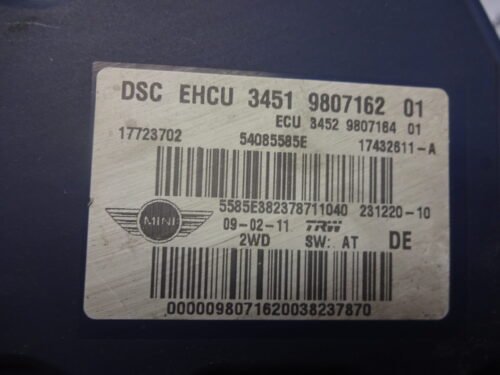 DSC EHCU 3451 9807162 01
ECU 3452 9807164 01
17723702 54085585E 17432611-A
5585E382378711040 231220-10
MINI 09-02-11 TRW
2WD SW: AT DE
0000098071620038237870